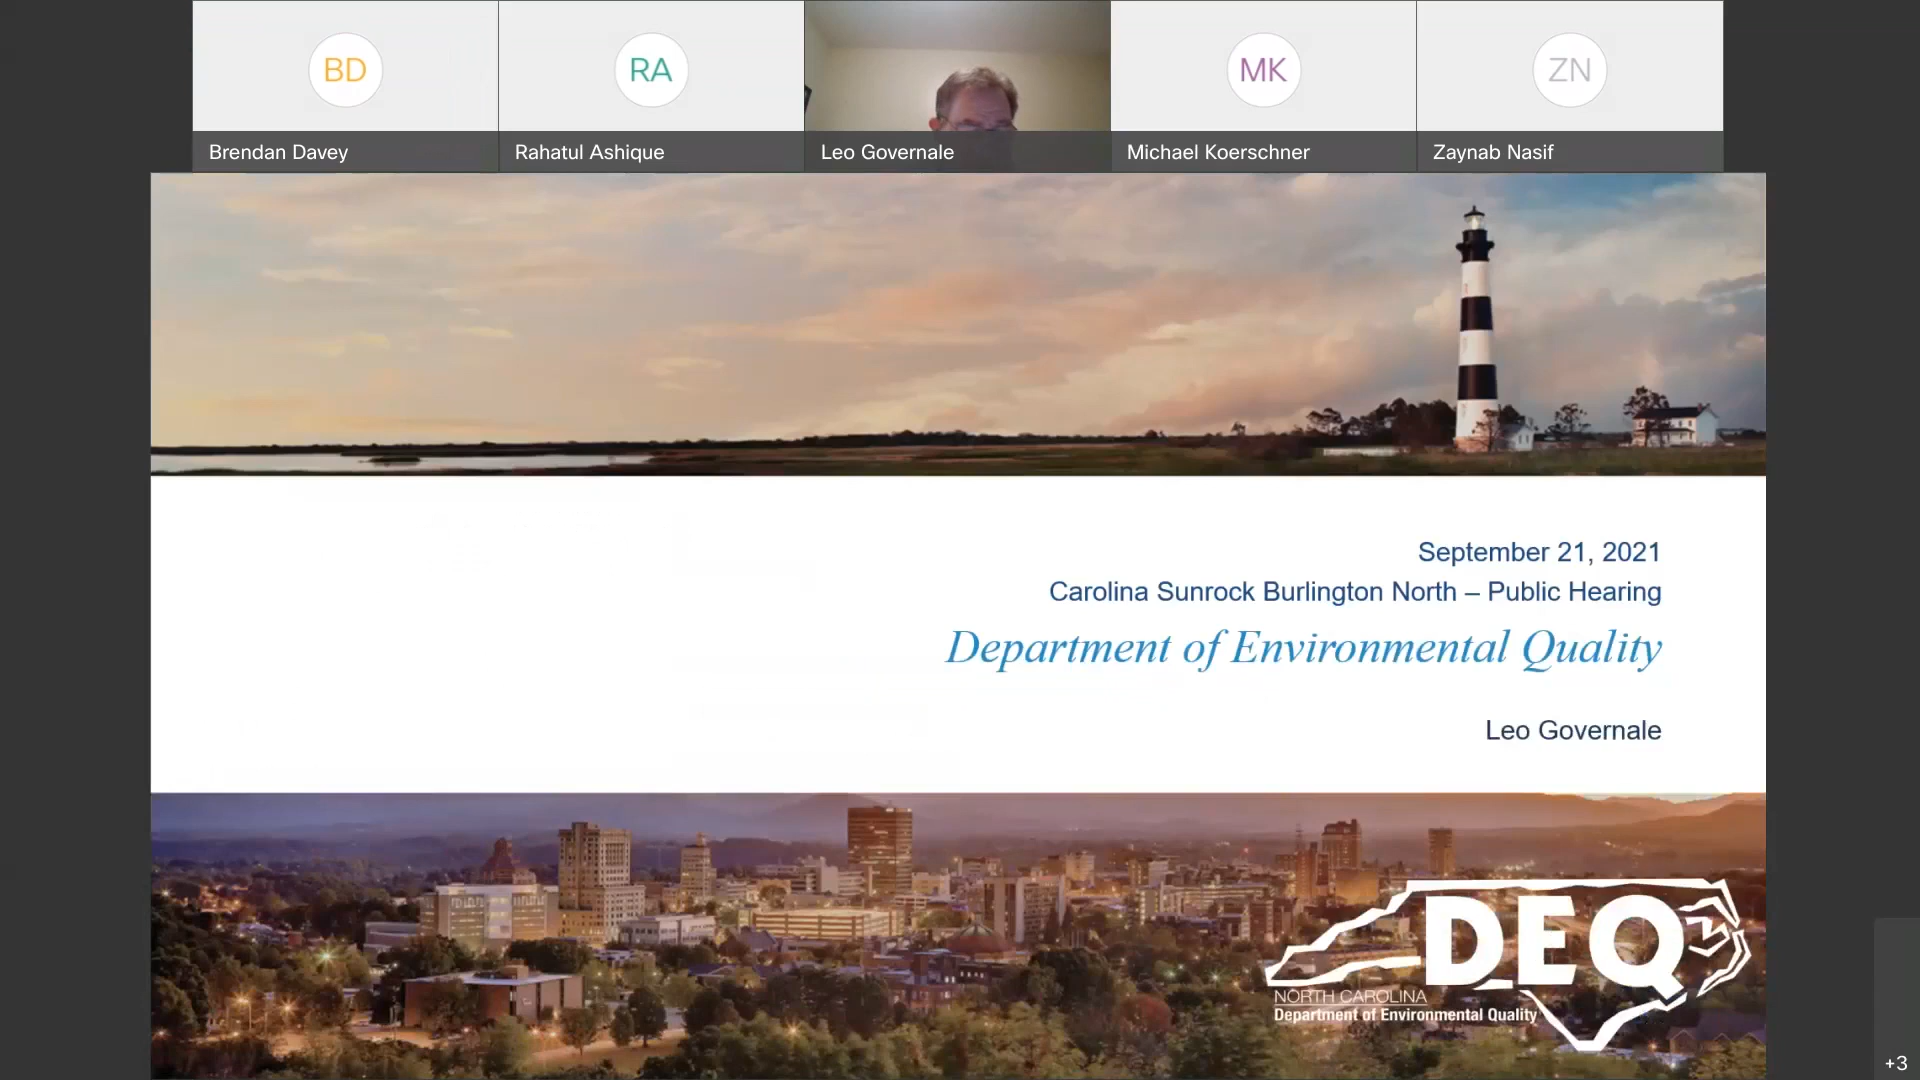 BD
RA
MK
ZN
Brendan Davey
Rahatul Ashique
Leo Governale
Michael Koerschner
Zaynab Nasif
September 21, 2021
Carolina Sunrock Burlington North – Public Hearing
Department of Environmental Quality
Leo Governale
DEQ
NORTH CAROLINA
Department of Environmental Quality
+3